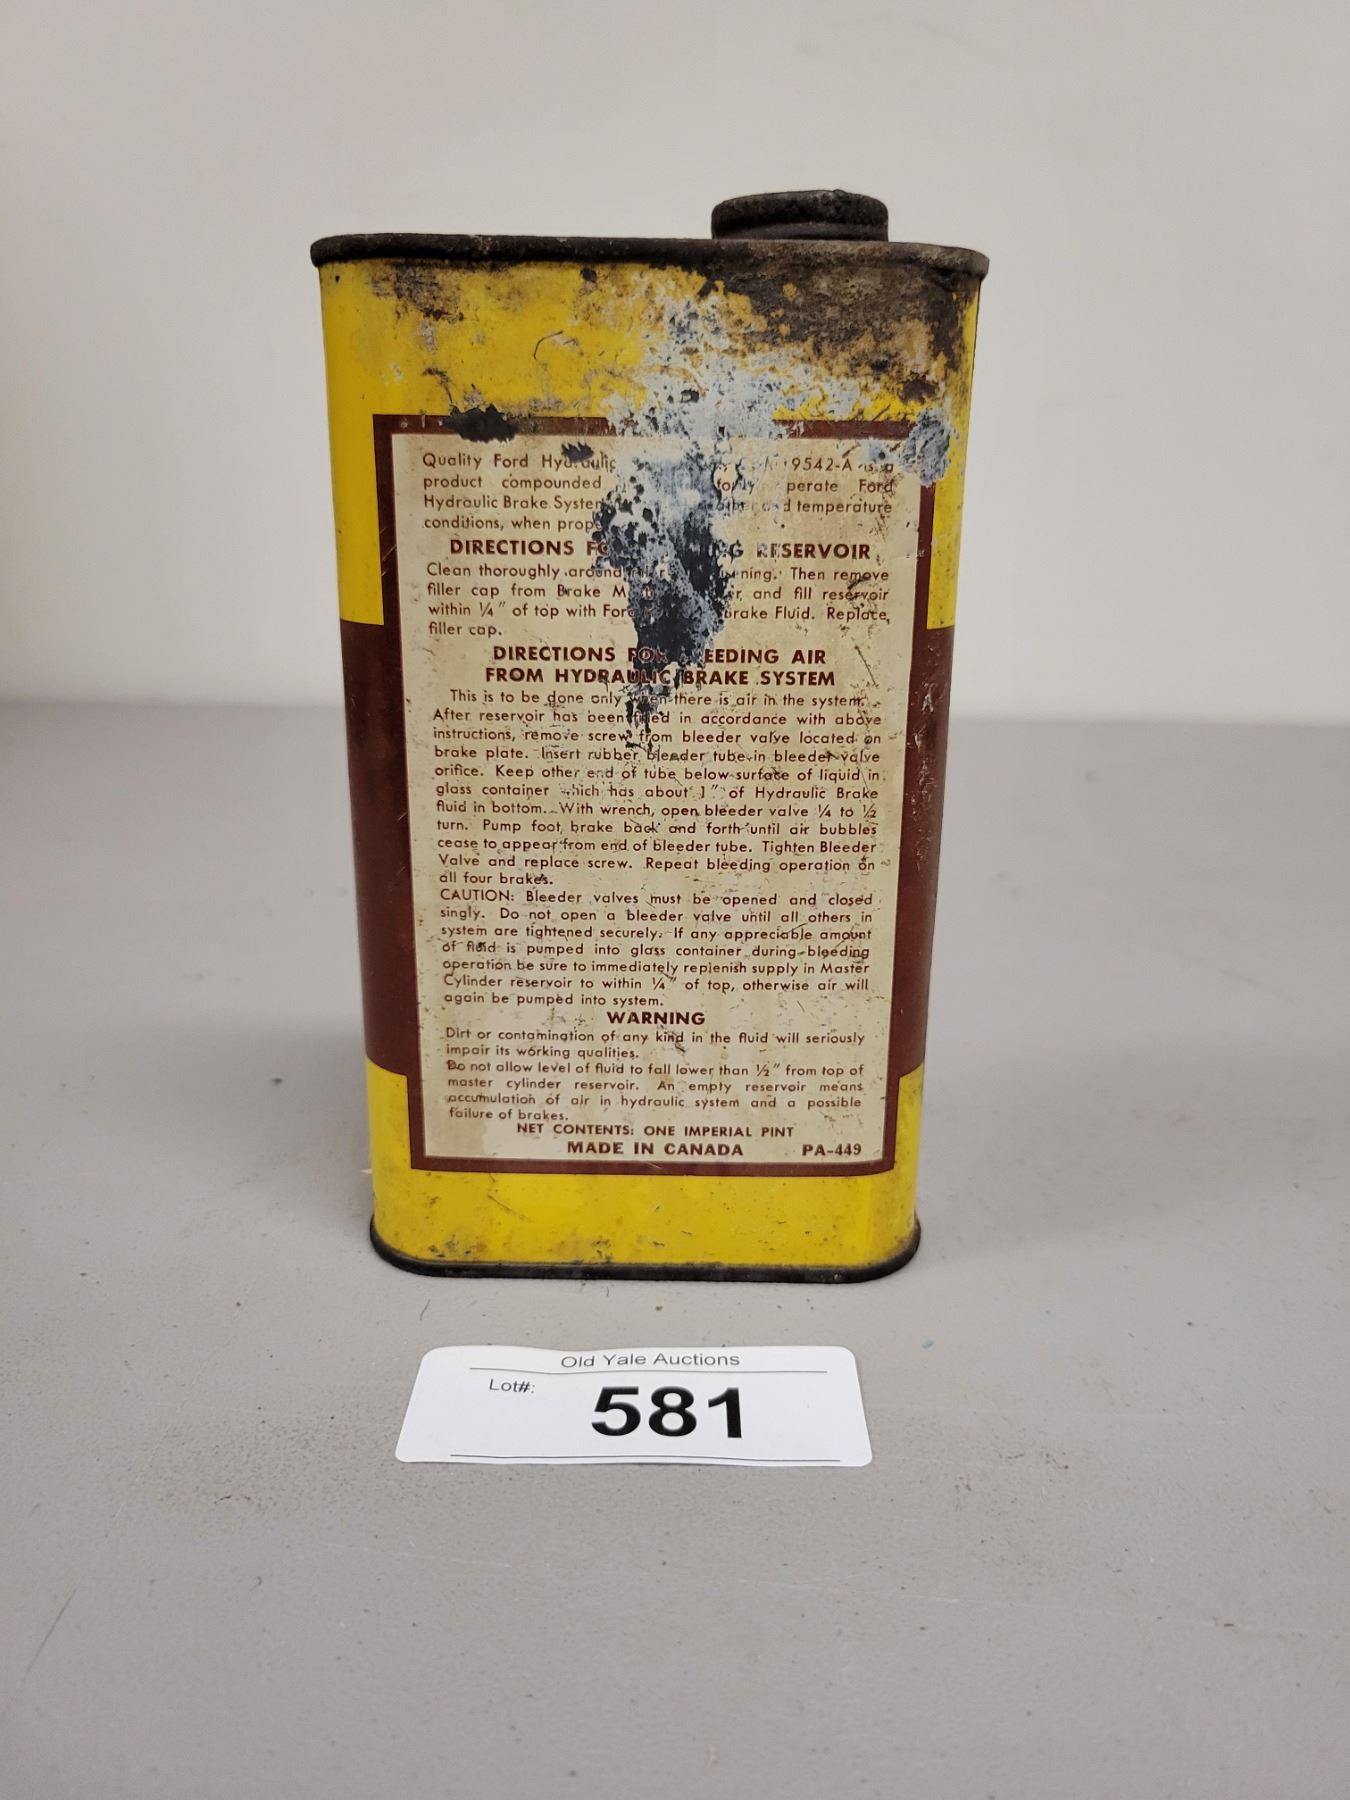 Quality Ford Hydraulic 19542-A is a
product compounded Ford
Hydraulic Brake System and temperature
conditions, when
DIRECTIONS RESERVOIR
Clean thoroughly around Then remove
filler cap from Brake and fill reservoir
within ¼" of top with Ford Brake Fluid. Replace
filler cap.
DIRECTIONS FOR BLEEDING AIR
FROM HYDRAULIC BRAKE SYSTEM
This is to be done only when there is air in the system.
After reservoir has been filled in accordance with above
instructions, remove screw from bleeder valve located on
brake plate. Insert rubber bleeder tube in bleeder valve
orifice. Keep other end of tube below surface of liquid in
glass container which has about 1" of Hydraulic Brake
fluid in bottom. With wrench, open bleeder valve ¼ to ½
turn. Pump foot brake back and forth until air bubbles
cease to appear from end of bleeder tube. Tighten Bleeder
Valve and replace screw. Repeat bleeding operation on
all four brakes.
CAUTION: Bleeder valves must be opened and closed
singly. Do not open a bleeder valve until all others in
system are tightened securely. If any appreciable amount
of fluid is pumped into glass container during bleeding
operation be sure to immediately replenish supply in Master
Cylinder reservoir to within ¼" of top, otherwise air will
again be pumped into system.
WARNING
Dirt or contamination of any kind in the fluid will seriously
impair its working qualities.
Do not allow level of fluid to fall lower than ½" from top of
master cylinder reservoir. An empty reservoir means
accumulation of air in hydraulic system and a possible
failure of brakes.
NET CONTENTS: ONE IMPERIAL PINT
MADE IN CANADA PA-449
Old Yale Auctions
Lot#: 581